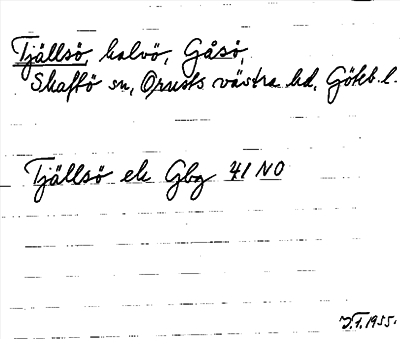 Tjällsö, halvö, Gåsö,
Skaftö sn, Orusts västra hd, Göteb. l.
Tjällsö ek Gbg 41 NO
J.F. 1955.